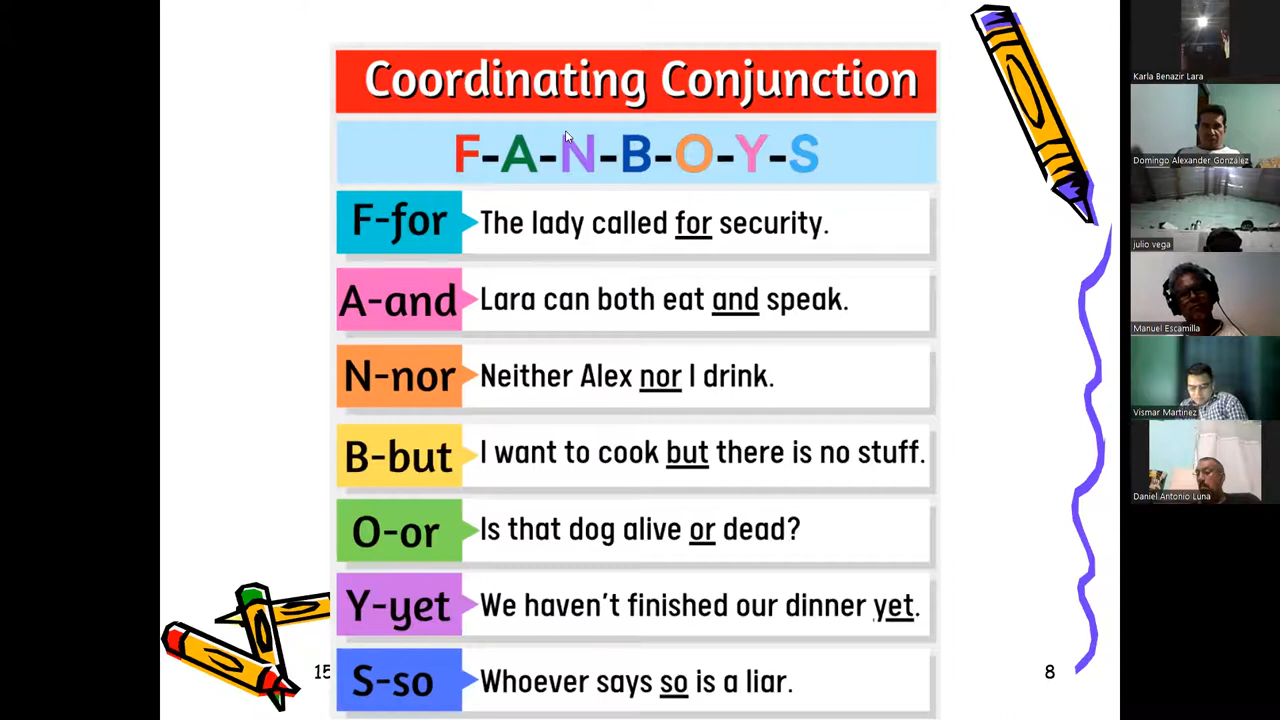 Coordinating Conjunction
F-A-N-B-O-Y-S
F-for
The lady called for security.
A-and
Lara can both eat and speak.
N-nor
Neither Alex nor I drink.
B-but
I want to cook but there is no stuff.
O-or
Is that dog alive or dead?
Y-yet
We haven't finished our dinner yet.
S-so
Whoever says so is a liar.
15
8
Karla Benazir Lara
Domingo Alexander González
julio vega
Manuel Escamilla
Vismar Martinez
Daniel Antonio Luna